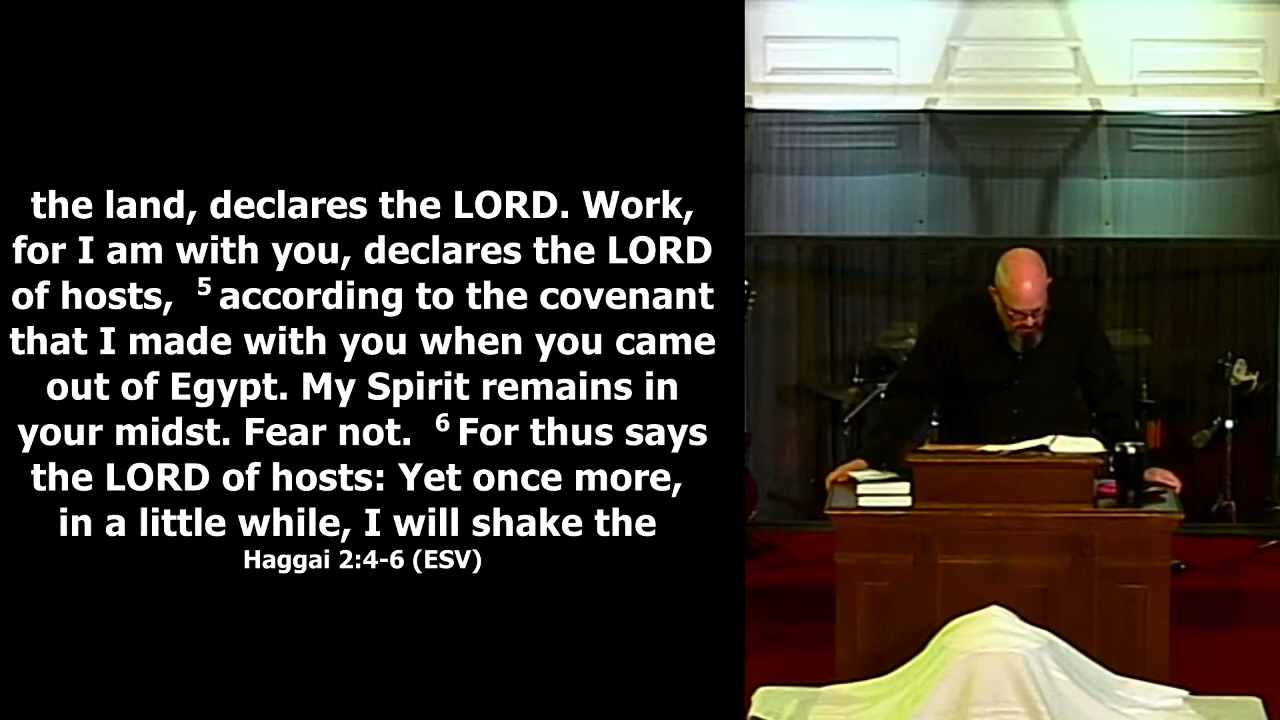 the land, declares the LORD. Work,
for I am with you, declares the LORD
of hosts, 5 according to the covenant
that I made with you when you came
out of Egypt. My Spirit remains in
your midst. Fear not. 6 For thus says
the LORD of hosts: Yet once more,
in a little while, I will shake the
Haggai 2:4-6 (ESV)